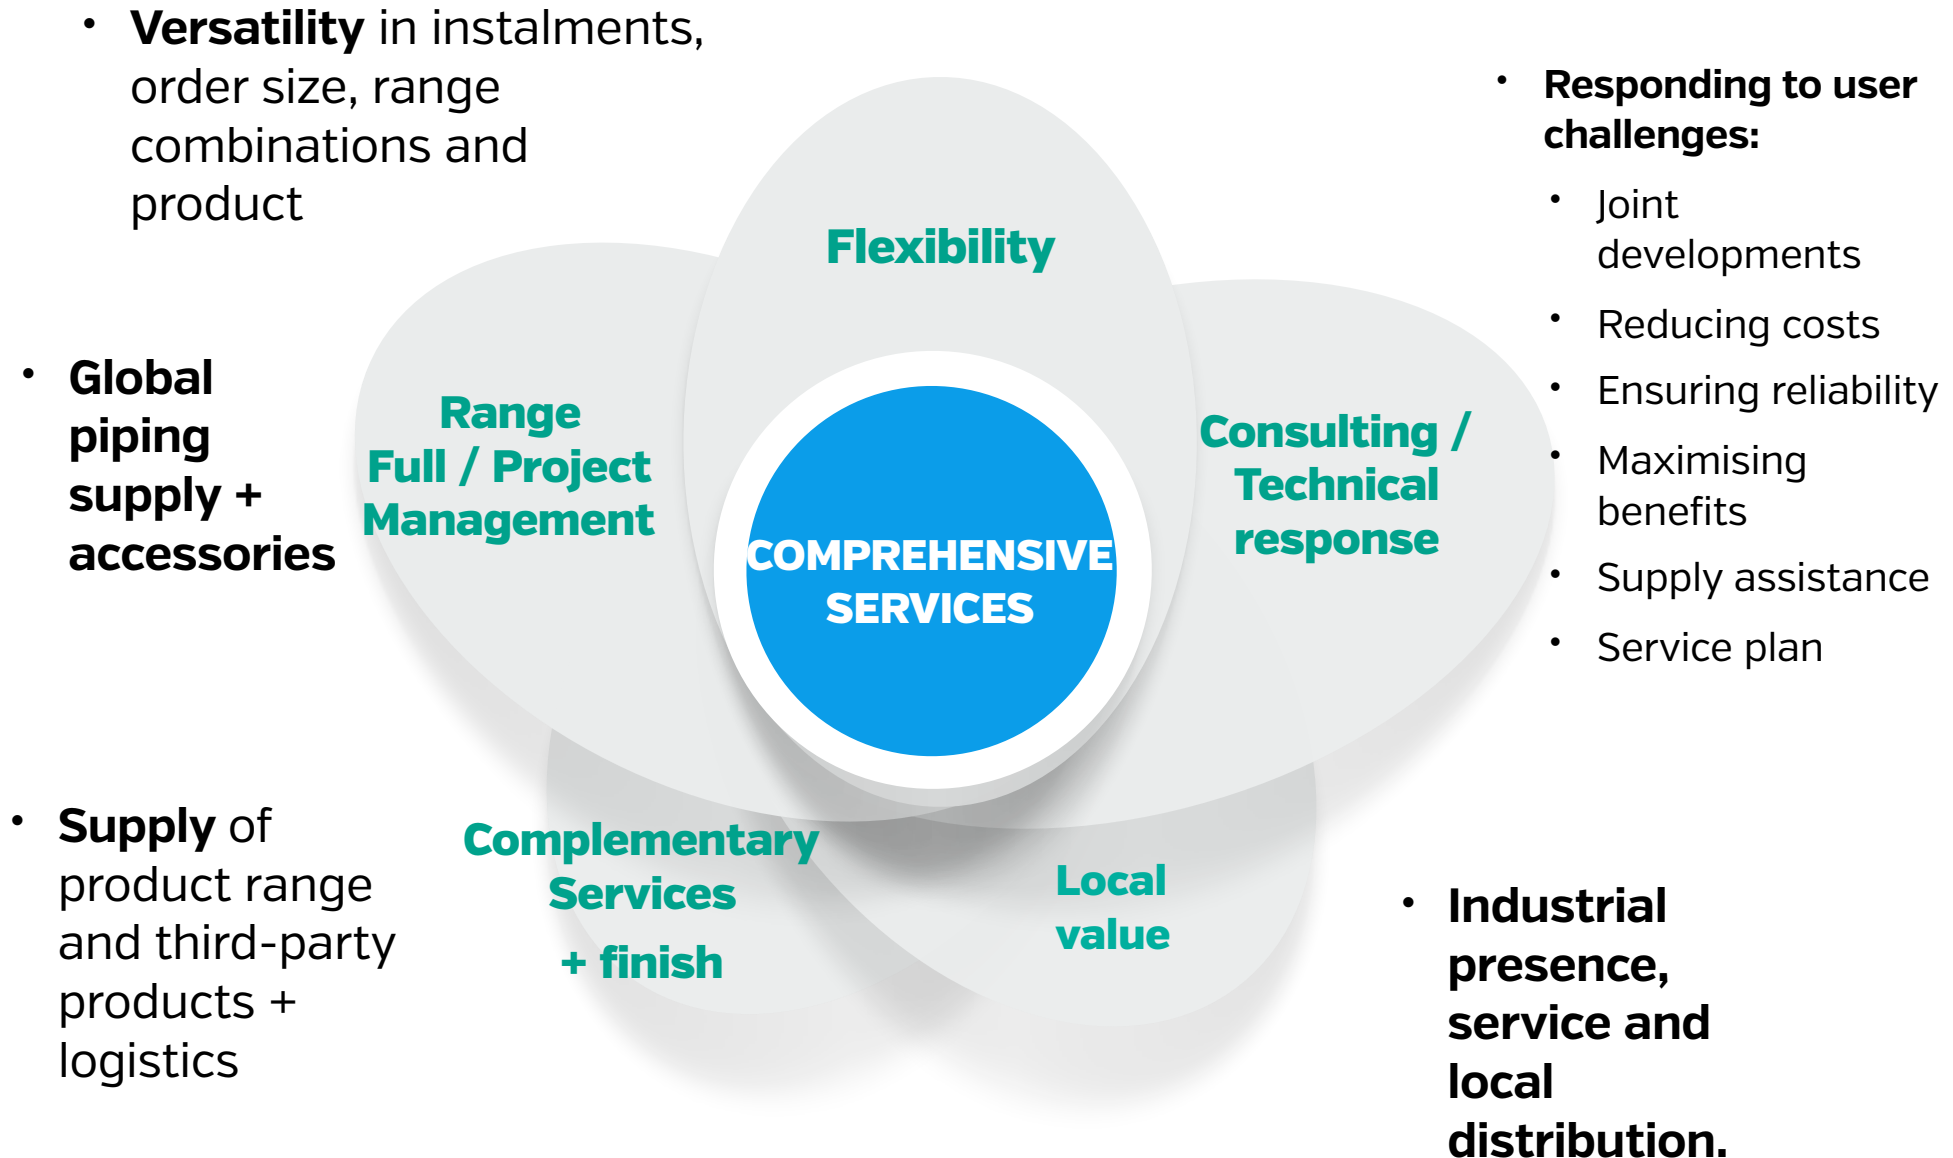 • Versatility in instalments,
order size, range
combinations and
product
Flexibility
• Responding to user
challenges:
• Joint
developments
• Reducing costs
• Ensuring reliability
• Maximising
benefits
• Supply assistance
• Service plan
• Global
piping
supply +
accessories
Range
Full / Project
Management
COMPREHENSIVE
SERVICES
Consulting /
Technical
response
• Supply of
product range
and third-party
products +
logistics
Complementary
Services
+ finish
Local
value
• Industrial
presence,
service and
local
distribution.